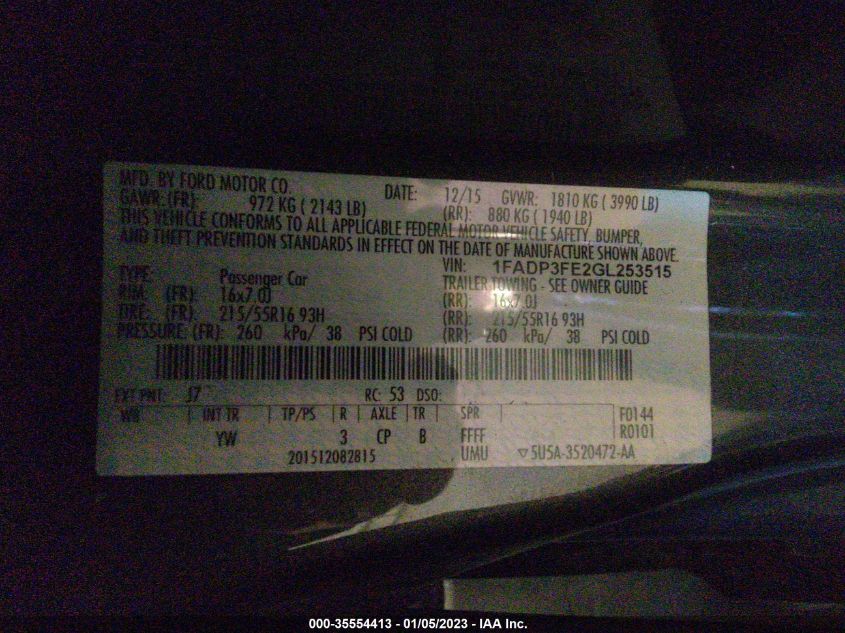 MFD. BY FORD MOTOR CO. DATE: 12/15 GVWR: 1810 KG ( 3990 LB)
GAWR: (FR): 972 KG ( 2143 LB) (RR): 880 KG ( 1940 LB)
THIS VEHICLE CONFORMS TO ALL APPLICABLE FEDERAL MOTOR VEHICLE SAFETY, BUMPER,
AND THEFT PREVENTION STANDARDS IN EFFECT ON THE DATE OF MANUFACTURE SHOWN ABOVE.
VIN: 1FADP3FE2GL253515
TYPE: Passenger Car TRAILER TOWING - SEE OWNER GUIDE
RIM: (FR): 16x7.0J (RR): 16x7.0J
TIRE: (FR): 215/55R16 93H (RR): 215/55R16 93H
PRESSURE: (FR): 260 kPa/ 38 PSI COLD (RR): 260 kPa/ 38 PSI COLD
EXT PNT: J7 RC: 53 DSO:
WB INT TR TP/PS R AXLE TR SPR F0144
YW 3 CP B FFFF R0101
201512082815 UMU ▽5U5A-3520472-AA
000-35554413 - 01/05/2023 - IAA Inc.